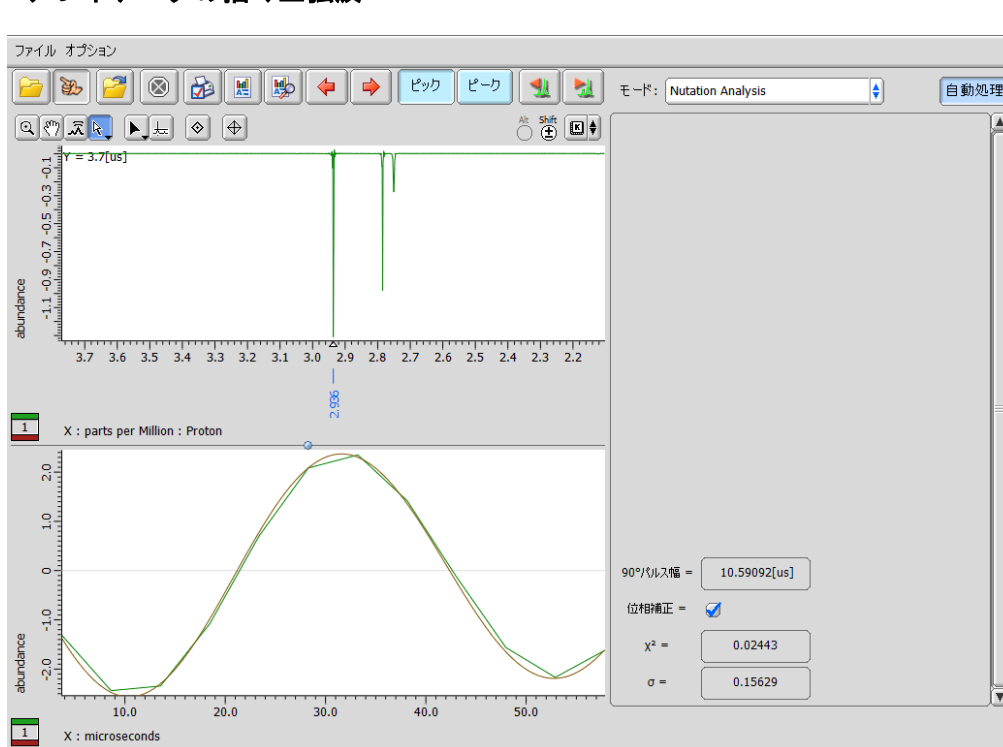 ファイル オプション
ピック ピーク モード: Nutation Analysis 自動処理
Alt Shift
Y = 3.7[us]
-0.1 -0.3 -0.5 -0.7 -0.9 -1.1
abundance
3.7 3.6 3.5 3.4 3.3 3.2 3.1 3.0 2.9 2.8 2.7 2.6 2.5 2.4 2.3 2.2
2.936
1
X : parts per Million : Proton
2.0 1.0 0 -1.0 -2.0
abundance
10.0 20.0 30.0 40.0 50.0
1
X : microseconds
90°パルス幅 = 10.59092[us]
位相補正 =
χ² = 0.02443
σ = 0.15629